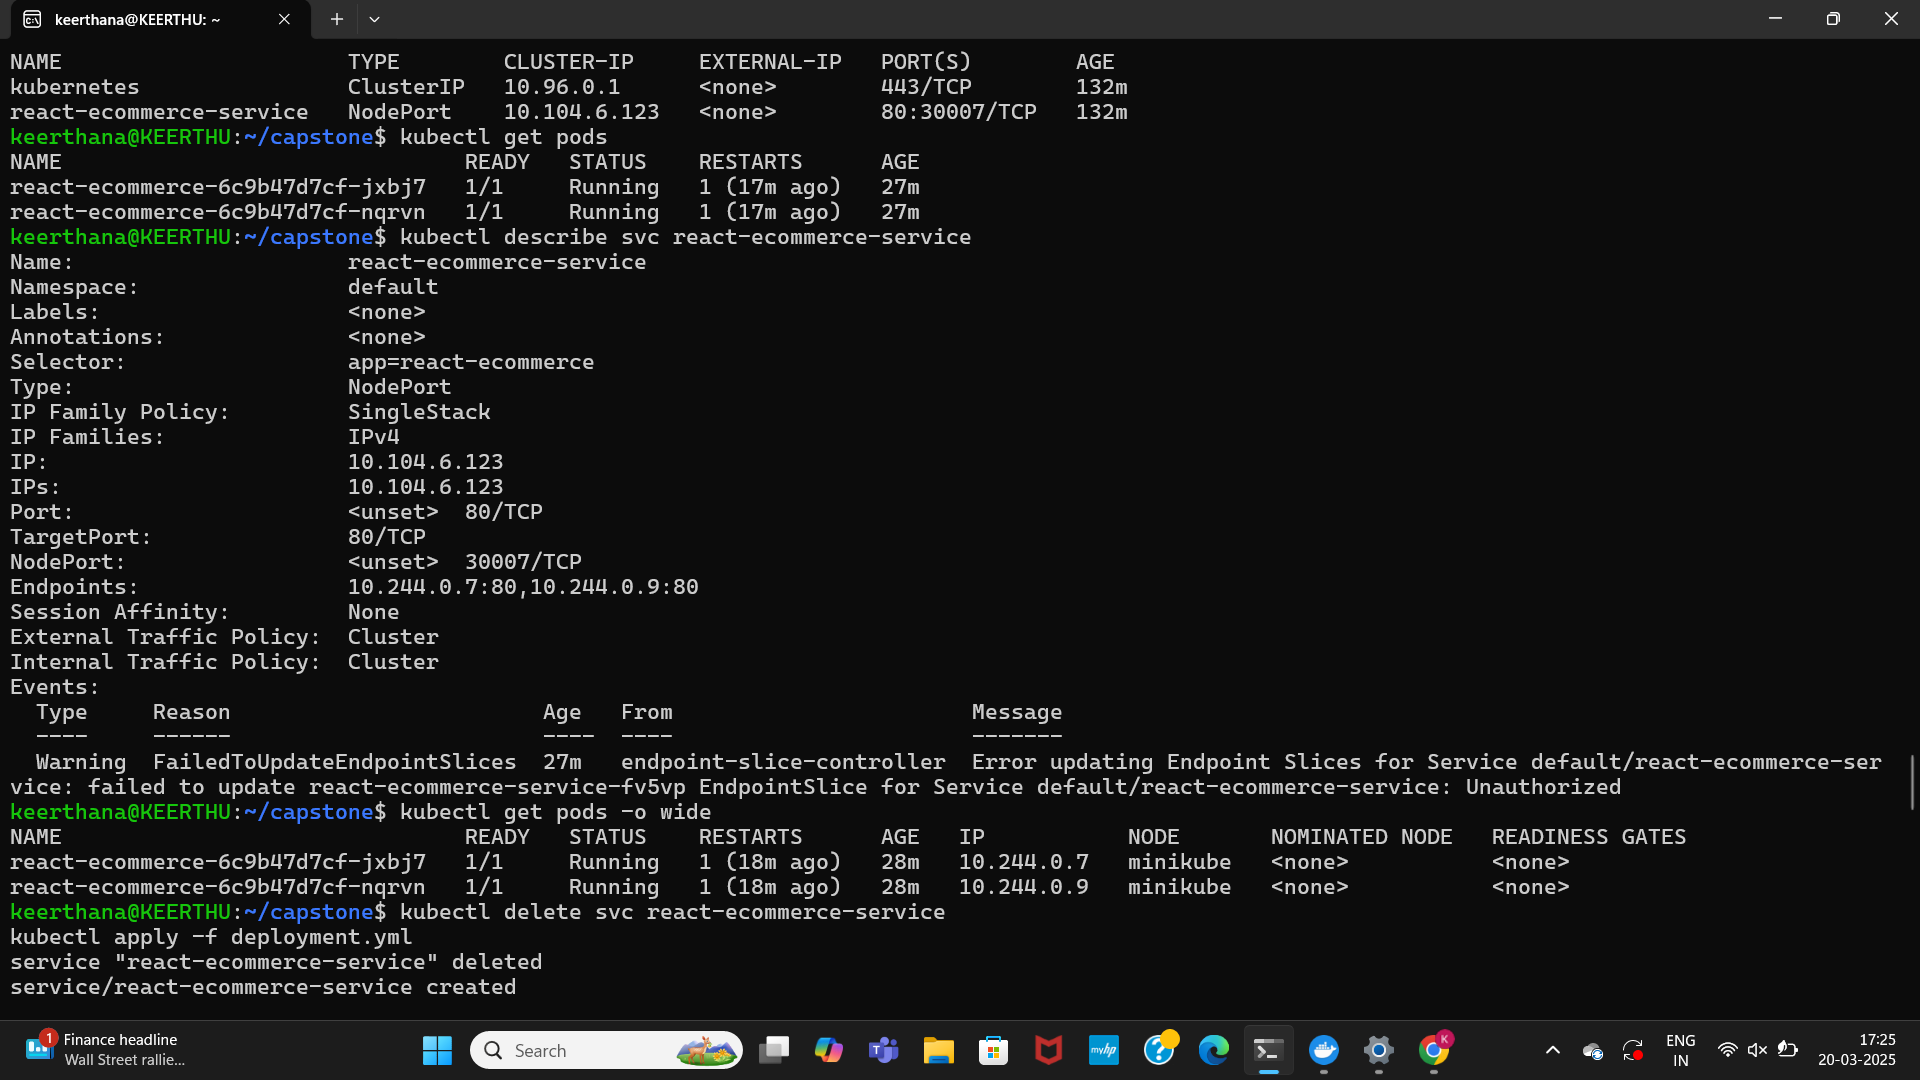 keerthana@KEERTHU: ~
NAME TYPE CLUSTER-IP EXTERNAL-IP PORT(S) AGE
kubernetes ClusterIP 10.96.0.1 <none> 443/TCP 132m
react-ecommerce-service NodePort 10.104.6.123 <none> 80:30007/TCP 132m
keerthana@KEERTHU:~/capstone$ kubectl get pods
NAME READY STATUS RESTARTS AGE
react-ecommerce-6c9b47d7cf-jxbj7 1/1 Running 1 (17m ago) 27m
react-ecommerce-6c9b47d7cf-nqrvn 1/1 Running 1 (17m ago) 27m
keerthana@KEERTHU:~/capstone$ kubectl describe svc react-ecommerce-service
Name: react-ecommerce-service
Namespace: default
Labels: <none>
Annotations: <none>
Selector: app=react-ecommerce
Type: NodePort
IP Family Policy: SingleStack
IP Families: IPv4
IP: 10.104.6.123
IPs: 10.104.6.123
Port: <unset> 80/TCP
TargetPort: 80/TCP
NodePort: <unset> 30007/TCP
Endpoints: 10.244.0.7:80,10.244.0.9:80
Session Affinity: None
External Traffic Policy: Cluster
Internal Traffic Policy: Cluster
Events:
Type Reason Age From Message
---- ------ ---- ---- -------
Warning FailedToUpdateEndpointSlices 27m endpoint-slice-controller Error updating Endpoint Slices for Service default/react-ecommerce-ser
vice: failed to update react-ecommerce-service-fv5vp EndpointSlice for Service default/react-ecommerce-service: Unauthorized
keerthana@KEERTHU:~/capstone$ kubectl get pods -o wide
NAME READY STATUS RESTARTS AGE IP NODE NOMINATED NODE READINESS GATES
react-ecommerce-6c9b47d7cf-jxbj7 1/1 Running 1 (18m ago) 28m 10.244.0.7 minikube <none> <none>
react-ecommerce-6c9b47d7cf-nqrvn 1/1 Running 1 (18m ago) 28m 10.244.0.9 minikube <none> <none>
keerthana@KEERTHU:~/capstone$ kubectl delete svc react-ecommerce-service
kubectl apply -f deployment.yml
service "react-ecommerce-service" deleted
service/react-ecommerce-service created
1
Finance headline
Wall Street rallie...
Search
T
myhp
?
K
ENG
IN
17:25
20-03-2025